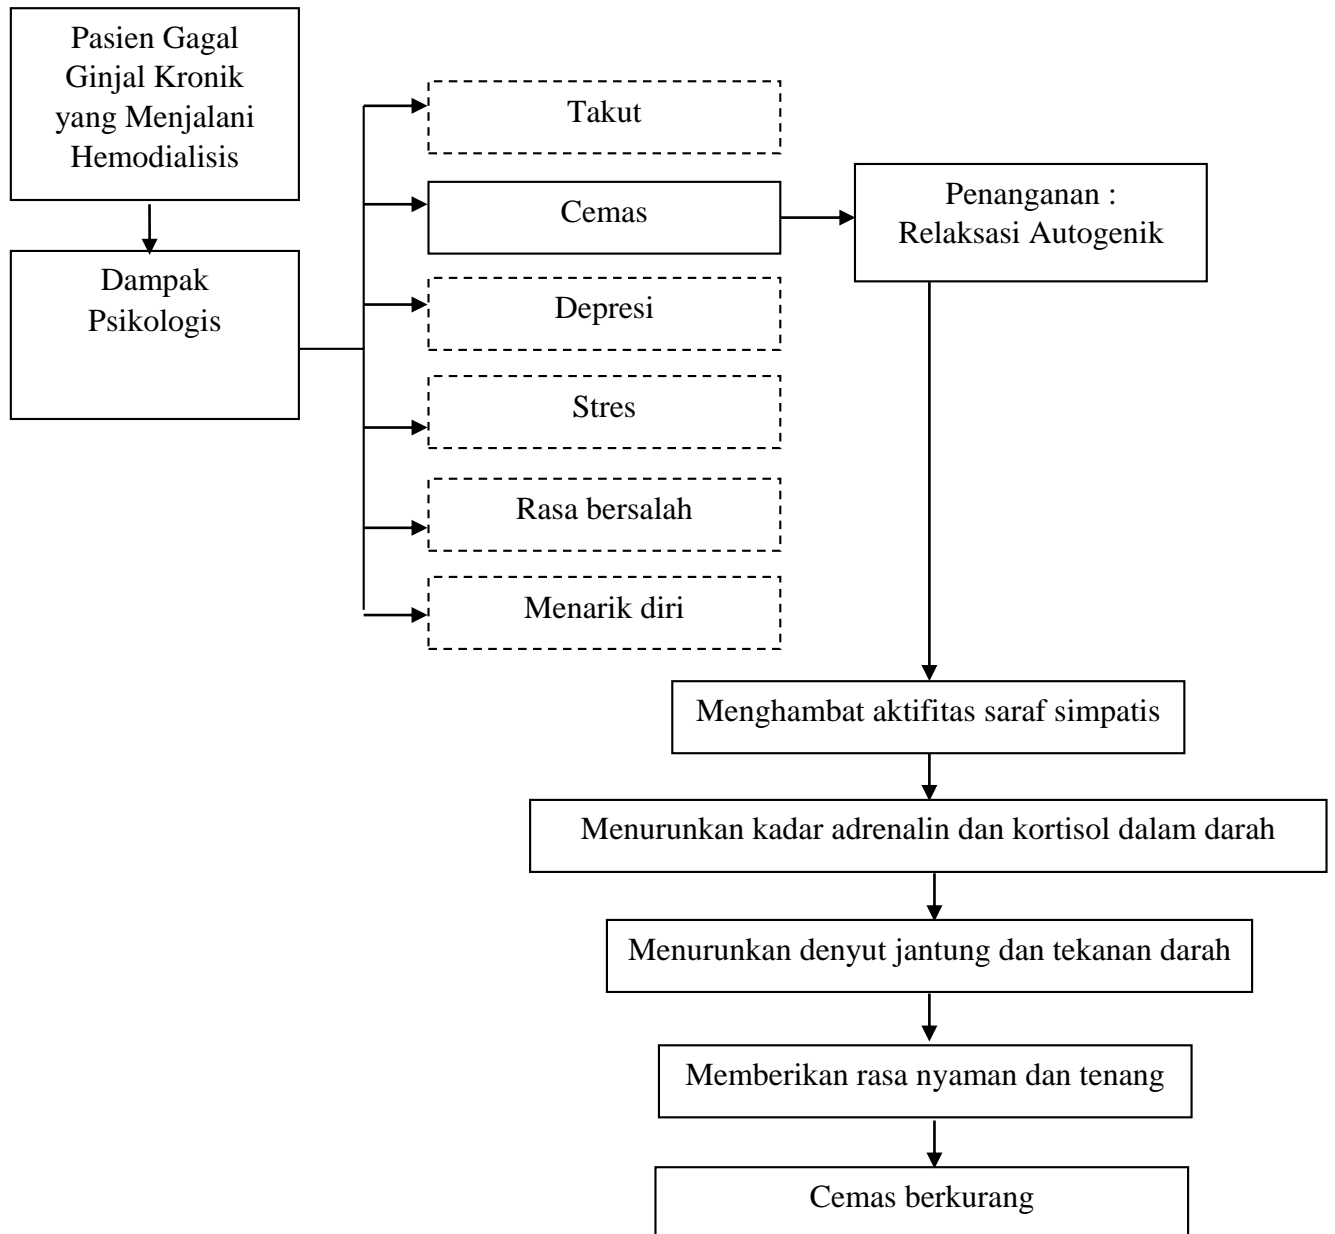 Pasien Gagal
Ginjal Kronik
yang Menjalani
Hemodialisis
Dampak
Psikologis
Takut
Cemas
Depresi
Stres
Rasa bersalah
Menarik diri
Penanganan :
Relaksasi Autogenik
Menghambat aktifitas saraf simpatis
Menurunkan kadar adrenalin dan kortisol dalam darah
Menurunkan denyut jantung dan tekanan darah
Memberikan rasa nyaman dan tenang
Cemas berkurang